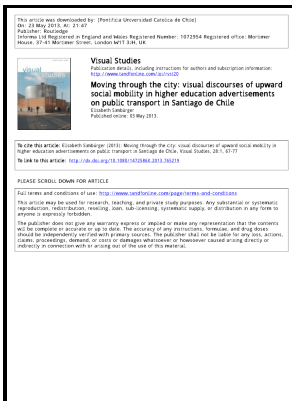 This article was downloaded by: [Pontificia Universidad Catolica de Chile]
On: 23 May 2013, At: 21:47
Publisher: Routledge
Informa Ltd Registered in England and Wales Registered Number: 1072954 Registered office: Mortimer
House, 37-41 Mortimer Street, London W1T 3JH, UK
visual
studies
Visual Studies
Publication details, including instructions for authors and subscription information:
http://www.tandfonline.com/loi/rvst20
Moving through the city: visual discourses of upward
social mobility in higher education advertisements
on public transport in Santiago de Chile
Elisabeth Simbürger
Published online: 03 May 2013.
To cite this article: Elisabeth Simbürger (2013): Moving through the city: visual discourses of upward social mobility in
higher education advertisements on public transport in Santiago de Chile, Visual Studies, 28:1, 67-77
To link to this article: http://dx.doi.org/10.1080/1472586X.2013.765219
PLEASE SCROLL DOWN FOR ARTICLE
Full terms and conditions of use: http://www.tandfonline.com/page/terms-and-conditions
This article may be used for research, teaching, and private study purposes. Any substantial or systematic
reproduction, redistribution, reselling, loan, sub-licensing, systematic supply, or distribution in any form to
anyone is expressly forbidden.
The publisher does not give any warranty express or implied or make any representation that the contents
will be complete or accurate or up to date. The accuracy of any instructions, formulae, and drug doses
should be independently verified with primary sources. The publisher shall not be liable for any loss, actions,
claims, proceedings, demand, or costs or damages whatsoever or howsoever caused arising directly or
indirectly in connection with or arising out of the use of this material.